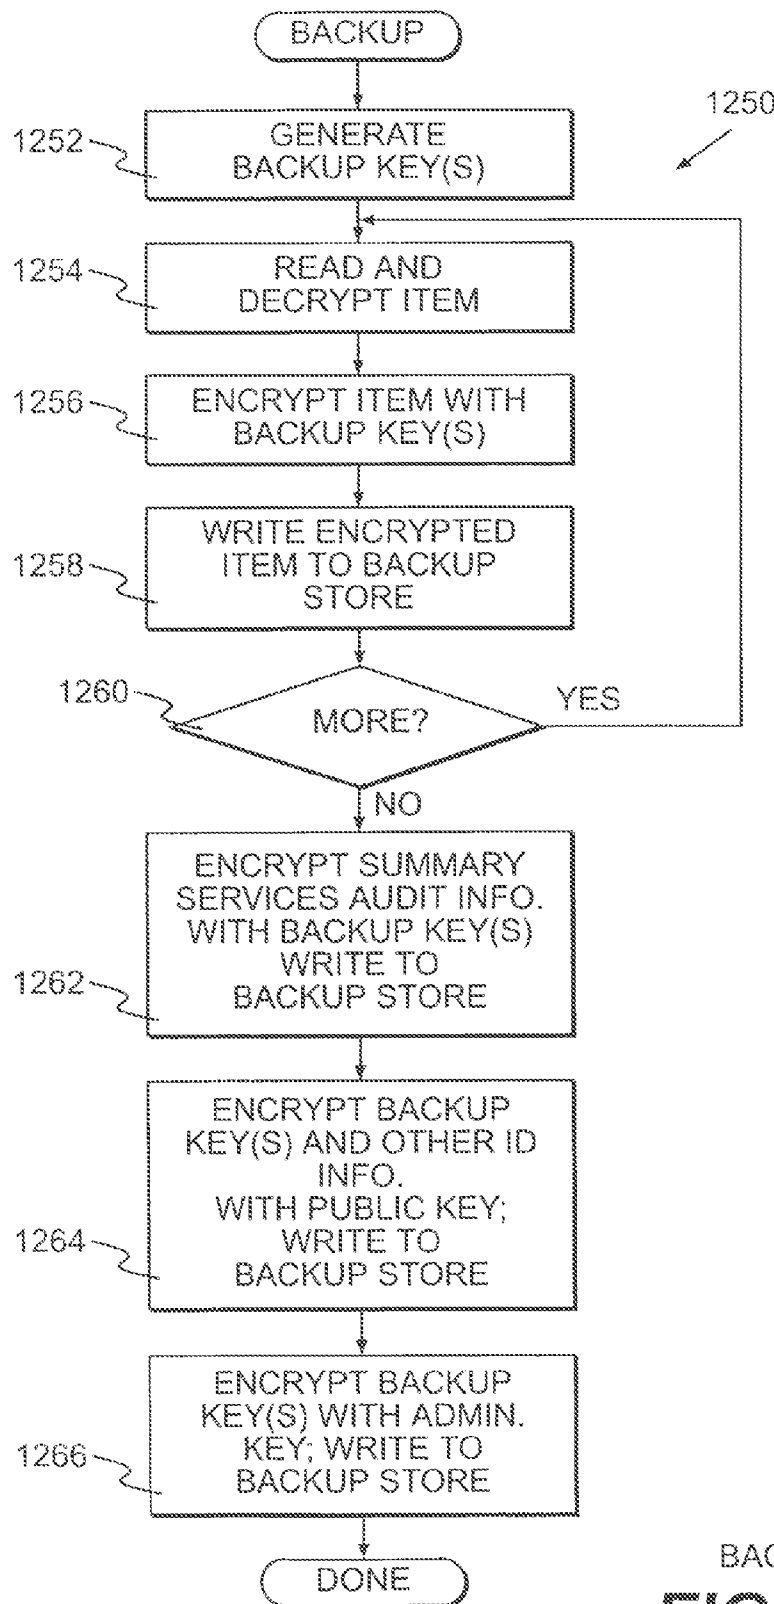 BACKUP
1250
1252
GENERATE
BACKUP KEY(S)
1254
READ AND
DECRYPT ITEM
1256
ENCRYPT ITEM WITH
BACKUP KEY(S)
1258
WRITE ENCRYPTED
ITEM TO BACKUP
STORE
1260
MORE?
YES
NO
1262
ENCRYPT SUMMARY
SERVICES AUDIT INFO.
WITH BACKUP KEY(S)
WRITE TO
BACKUP STORE
1264
ENCRYPT BACKUP
KEY(S) AND OTHER ID
INFO.
WITH PUBLIC KEY;
WRITE TO
BACKUP STORE
1266
ENCRYPT BACKUP
KEY(S) WITH ADMIN.
KEY; WRITE TO
BACKUP STORE
DONE